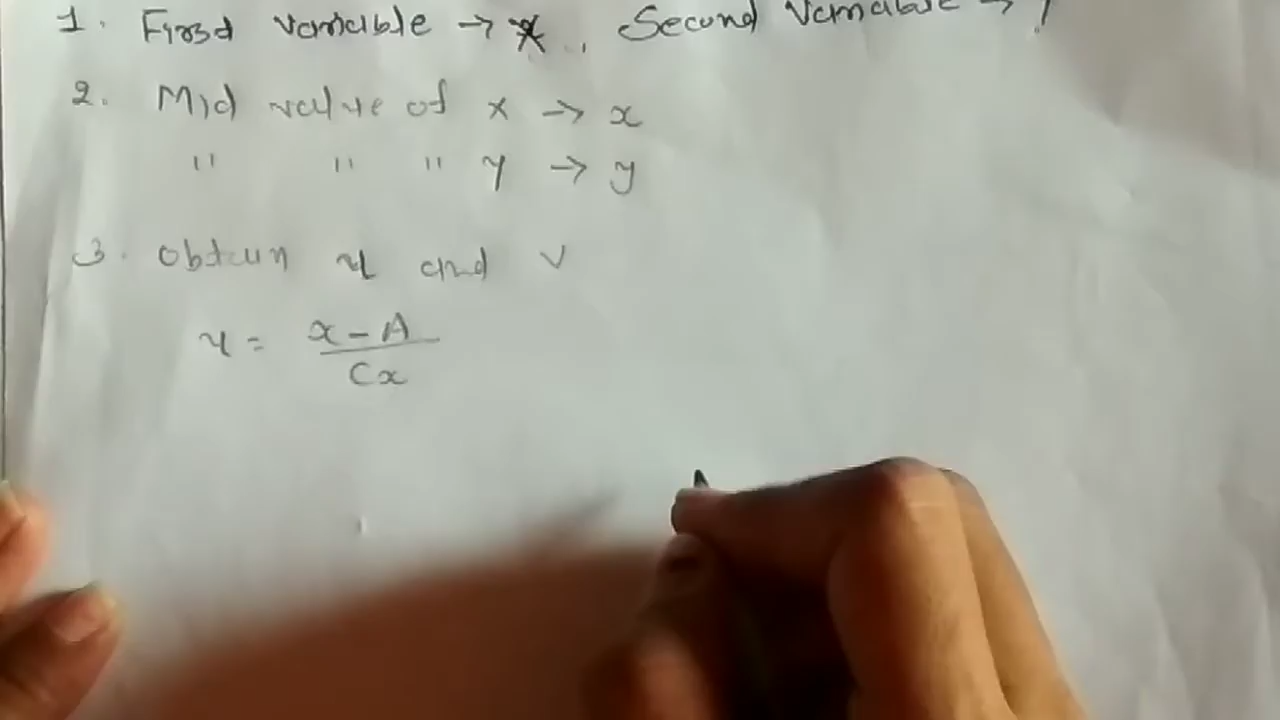 1. First variable → X, Second Variable → Y
2. Mid value of X → x
" " " Y → y
3. obtain u and v
u = x - A / Cx